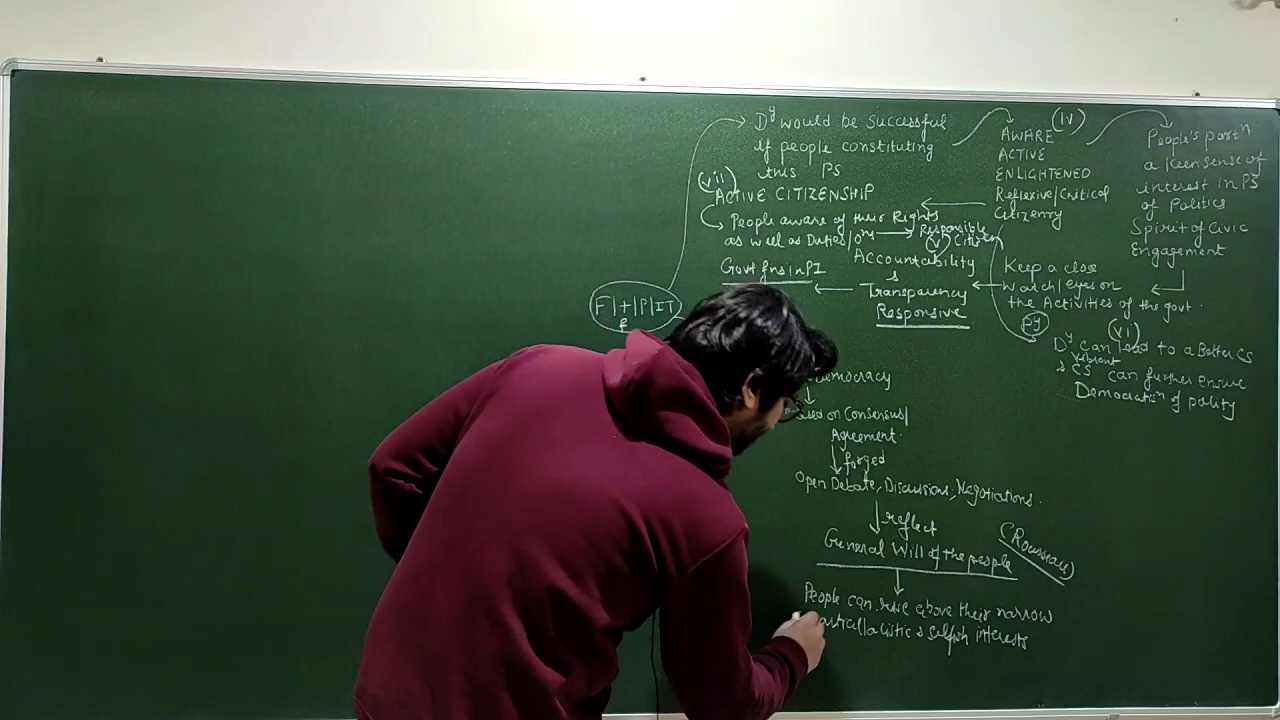 Dy would be successful
if people constituting
this PS
(iv)
AWARE
ACTIVE
ENLIGHTENED
Reflexive/Critical
Citizenry
People's partn
a keen sense of
interest in PS
of Politics
Spirit of Civic
Engagement
(vii)
ACTIVE CITIZENSHIP
People aware of their Rights
as well as Duties/Ons
Responsible
(v) Citizen
Accountability
&
Transparency
Responsive
Govt fns in PI
Keep a close
Watch/eyes on
the Activities of the govt.
PY
(vi)
Dy can lead to a Better CS
& vibrant CS can further ensure
Democratisn of polity
F|+|P|IT
Democracy
Based on Consensus/
Agreement.
forged
Open Debate, Discussions, Negotiations.
reflect
General Will of the people
(Rousseau)
People can rise above their narrow
& selfish interests